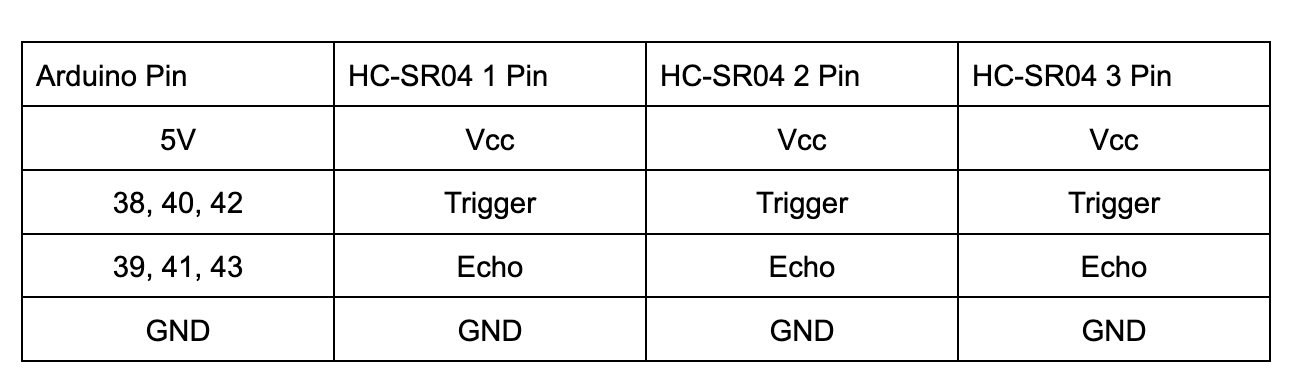 Arduino Pin HC-SR04 1 Pin HC-SR04 2 Pin HC-SR04 3 Pin
5V Vcc Vcc Vcc
38, 40, 42 Trigger Trigger Trigger
39, 41, 43 Echo Echo Echo
GND GND GND GND